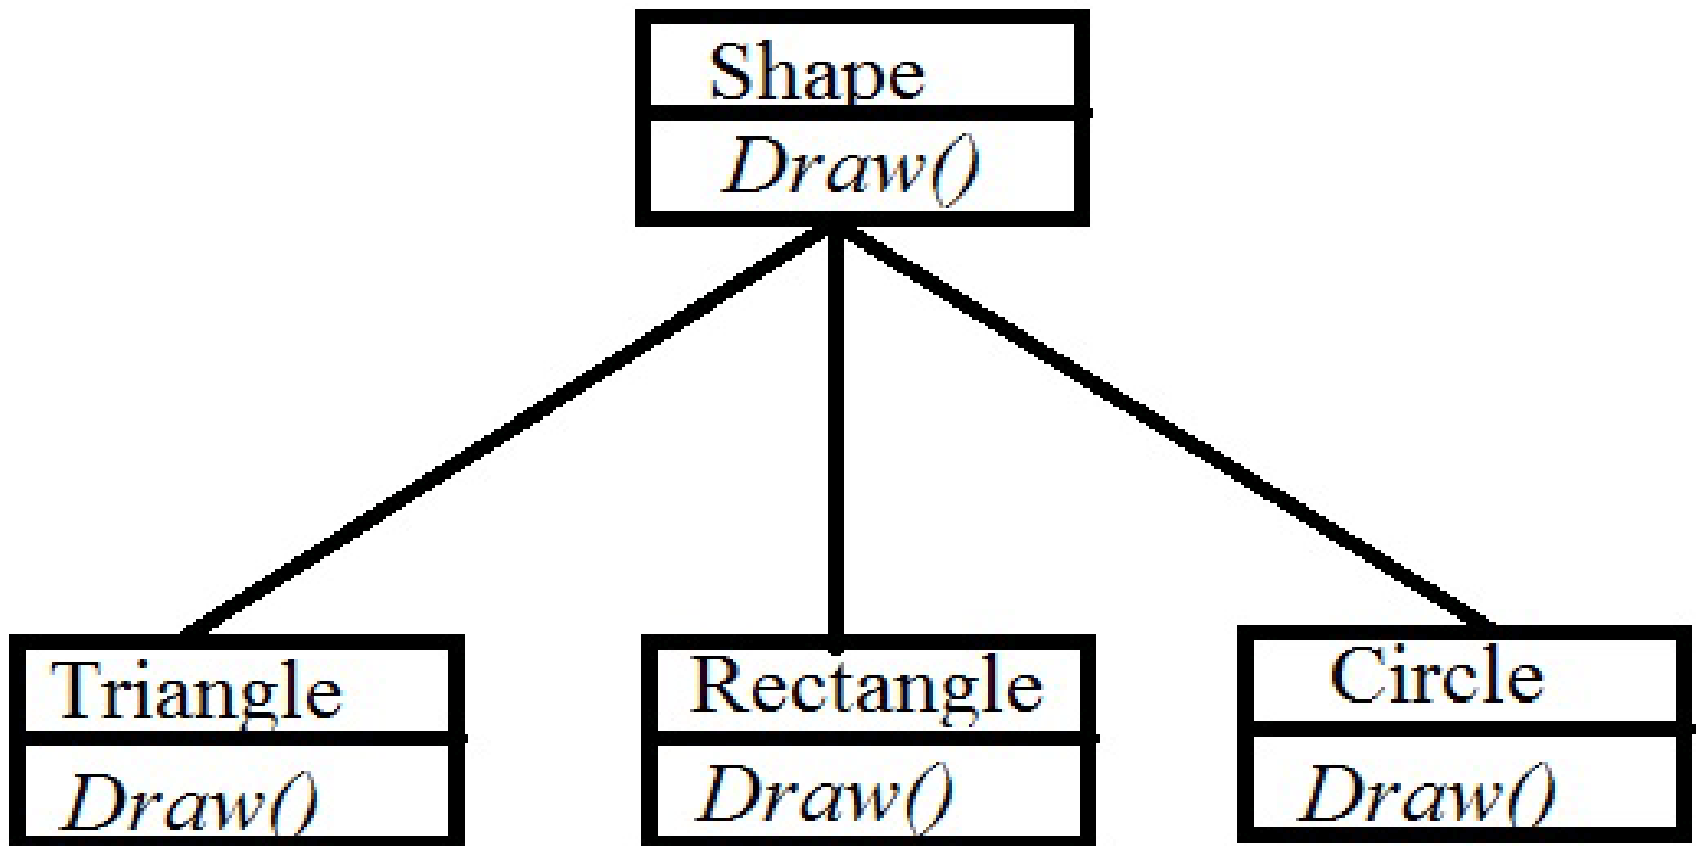 Shape
Draw()
Triangle
Draw()
Rectangle
Draw()
Circle
Draw()